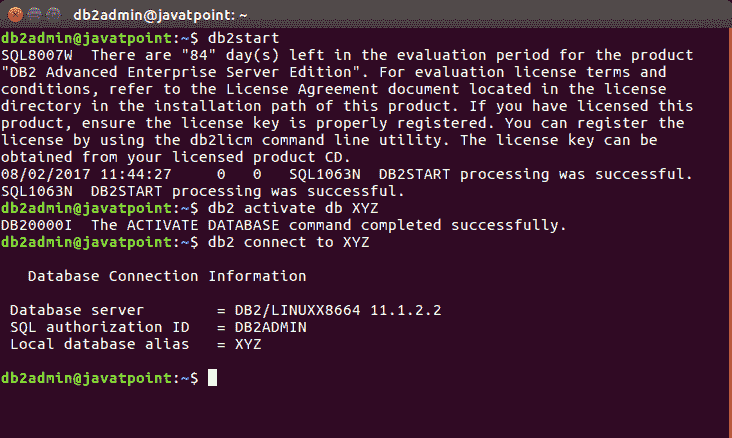 db2admin@javatpoint: ~
db2admin@javatpoint:~$ db2start
SQL8007W  There are "84" day(s) left in the evaluation period for the product
"DB2 Advanced Enterprise Server Edition". For evaluation license terms and
conditions, refer to the License Agreement document located in the license
directory in the installation path of this product. If you have licensed this
product, ensure the license key is properly registered. You can register the
license by using the db2licm command line utility. The license key can be
obtained from your licensed product CD.
08/02/2017 11:44:27     0   0   SQL1063N  DB2START processing was successful.
SQL1063N  DB2START processing was successful.
db2admin@javatpoint:~$ db2 activate db XYZ
DB20000I  The ACTIVATE DATABASE command completed successfully.
db2admin@javatpoint:~$ db2 connect to XYZ
Database Connection Information
Database server        = DB2/LINUXX8664 11.1.2.2
SQL authorization ID   = DB2ADMIN
Local database alias   = XYZ
db2admin@javatpoint:~$